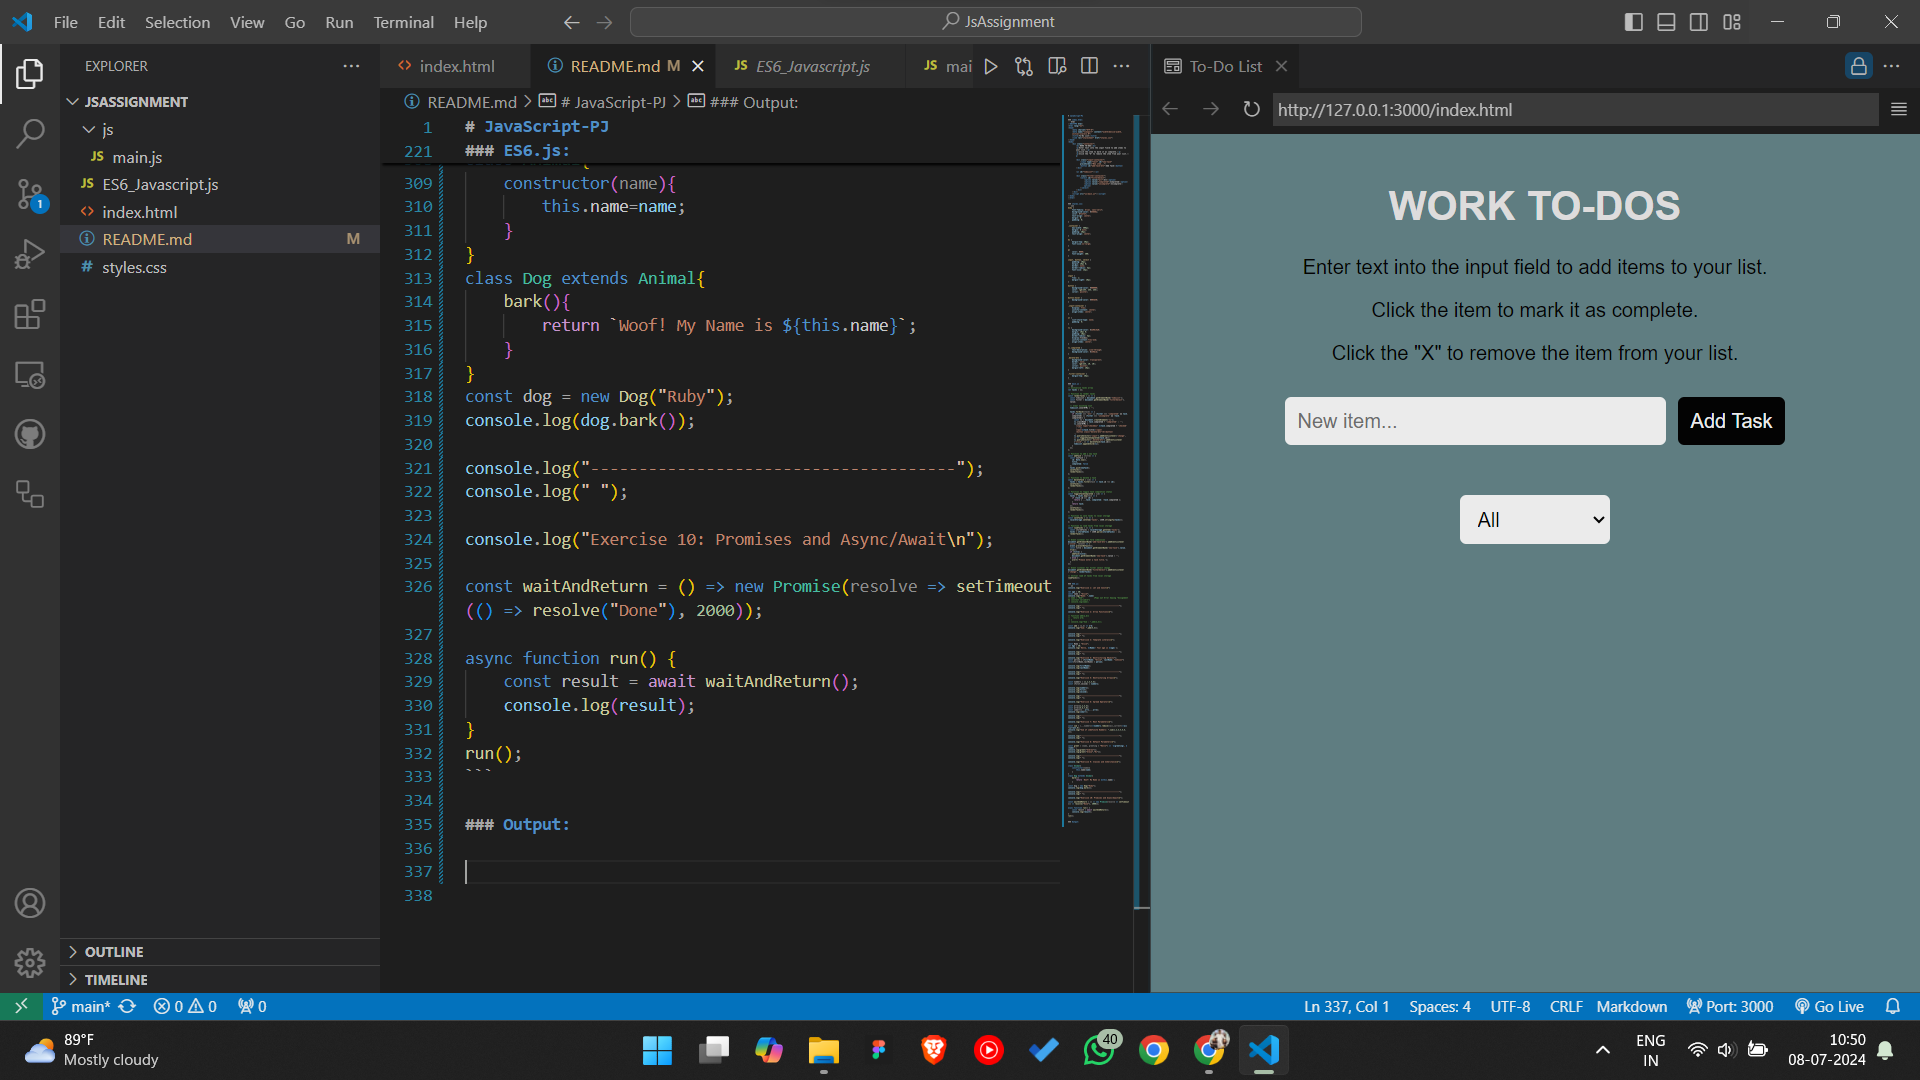 File Edit Selection View Go Run Terminal Help
JsAssignment
EXPLORER
JSASSIGNMENT
js
JS main.js
JS ES6_Javascript.js
<> index.html
README.md M
# styles.css
OUTLINE
TIMELINE
1
<> index.html
README.md M
JS ES6_Javascript.js
JS mai
README.md > # JavaScript-PJ > ### Output:
1 # JavaScript-PJ
221 ### ES6.js:
309 constructor(name){
310 this.name=name;
311 }
312 }
313 class Dog extends Animal{
314 bark(){
315 return `Woof! My Name is ${this.name}`;
316 }
317 }
318 const dog = new Dog("Ruby");
319 console.log(dog.bark());
320
321 console.log("--------------------------------------");
322 console.log(" ");
323
324 console.log("Exercise 10: Promises and Async/Await\n");
325
326 const waitAndReturn = () => new Promise(resolve => setTimeout
(() => resolve("Done"), 2000));
327
328 async function run() {
329 const result = await waitAndReturn();
330 console.log(result);
331 }
332 run();
333 ```
334
335 ### Output:
336
337
338
To-Do List
http://127.0.0.1:3000/index.html
WORK TO-DOS
Enter text into the input field to add items to your list.
Click the item to mark it as complete.
Click the "X" to remove the item from your list.
New item...
Add Task
All
main* 0 0 0
Ln 337, Col 1 Spaces: 4 UTF-8 CRLF Markdown Port: 3000 Go Live
89°F
Mostly cloudy
40
ENG
IN
10:50
08-07-2024